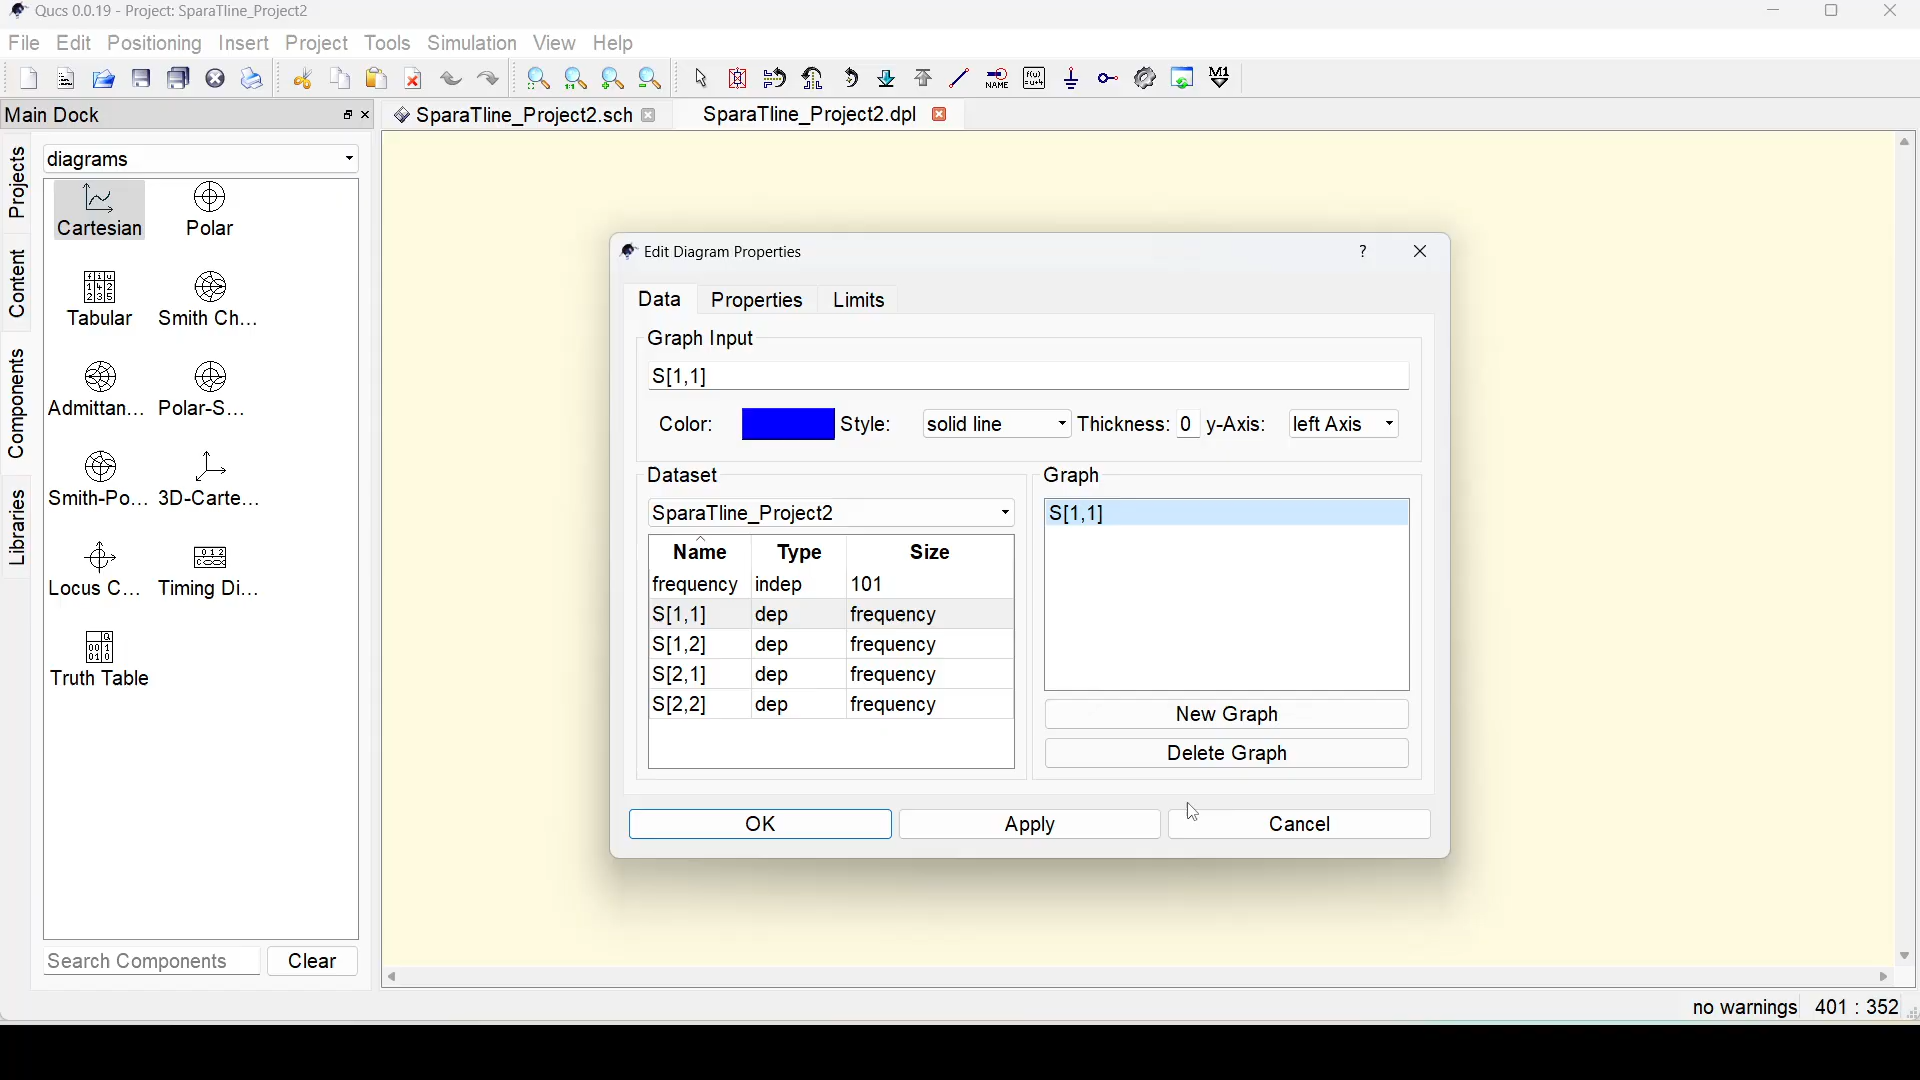 Qucs 0.0.19 - Project: SparaTline_Project2
File Edit Positioning Insert Project Tools Simulation View Help
NAME
M1
Main Dock
SparaTline_Project2.sch
SparaTline_Project2.dpl
Projects
Content
Components
Libraries
diagrams
Cartesian
Polar
Tabular
Smith Ch...
Admittan...
Polar-S...
Smith-Po...
3D-Carte...
Locus C...
Timing Di...
Truth Table
Search Components
Clear
Edit Diagram Properties
?
Data
Properties
Limits
Graph Input
S[1,1]
Color:
Style:
solid line
Thickness: 0
y-Axis:
left Axis
Dataset
SparaTline_Project2
Name Type Size
frequency indep 101
S[1,1] dep frequency
S[1,2] dep frequency
S[2,1] dep frequency
S[2,2] dep frequency
Graph
S[1,1]
New Graph
Delete Graph
OK
Apply
Cancel
no warnings
401 : 352